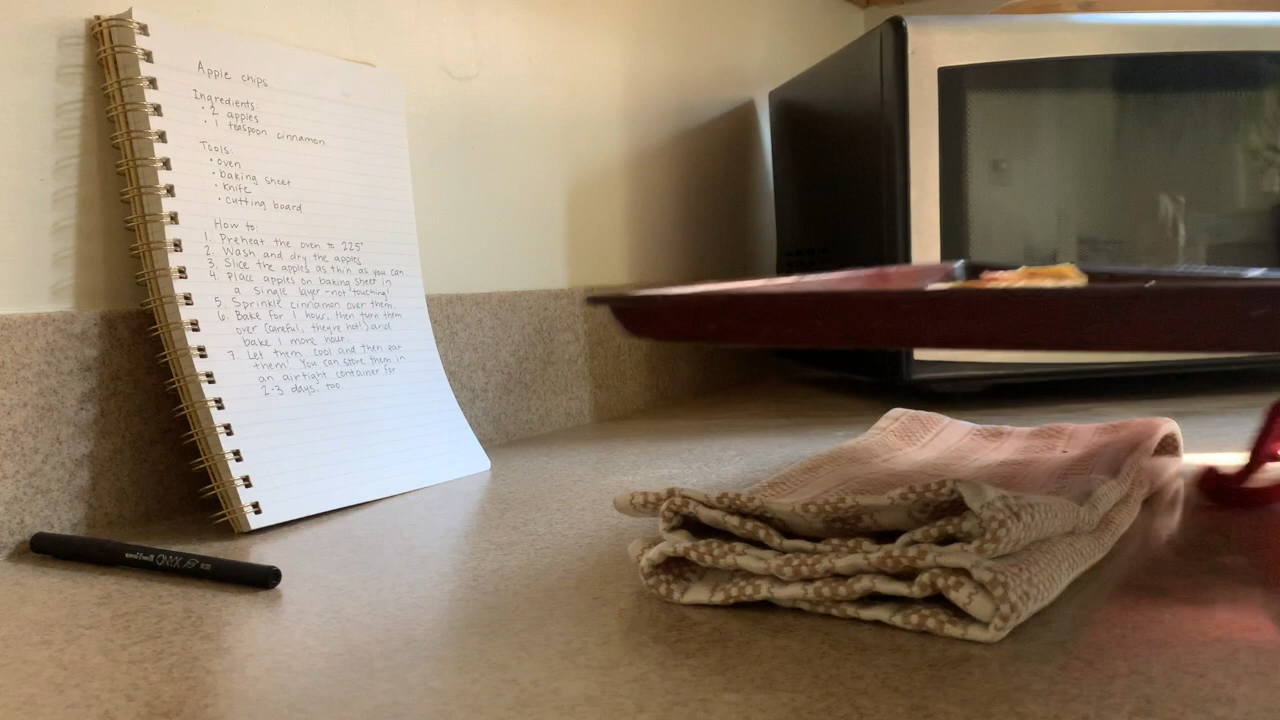 Apple chips
Ingredients:
• 2 apples
• 1 teaspoon cinnamon
Tools:
• oven
• baking sheet
• knife
• cutting board
How to:
1. Preheat the oven to 225°
2. Wash and dry the apples
3. Slice the apples as thin as you can
4. Place apples on baking sheet in
a single layer - not touching!
5. Sprinkle cinnamon over them.
6. Bake for 1 hour, then turn them
over (careful, they're hot!) and
bake 1 more hour.
7. Let them cool and then eat
them! You can store them in
an airtight container for
2-3 days, too.
uni-ball ONYX